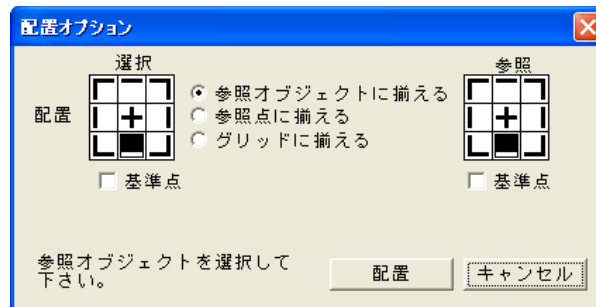 配置オプション
選択
参照
配置
参照オブジェクトに揃える
参照点に揃える
グリッドに揃える
基準点
基準点
参照オブジェクトを選択して
下さい。
配置
キャンセル